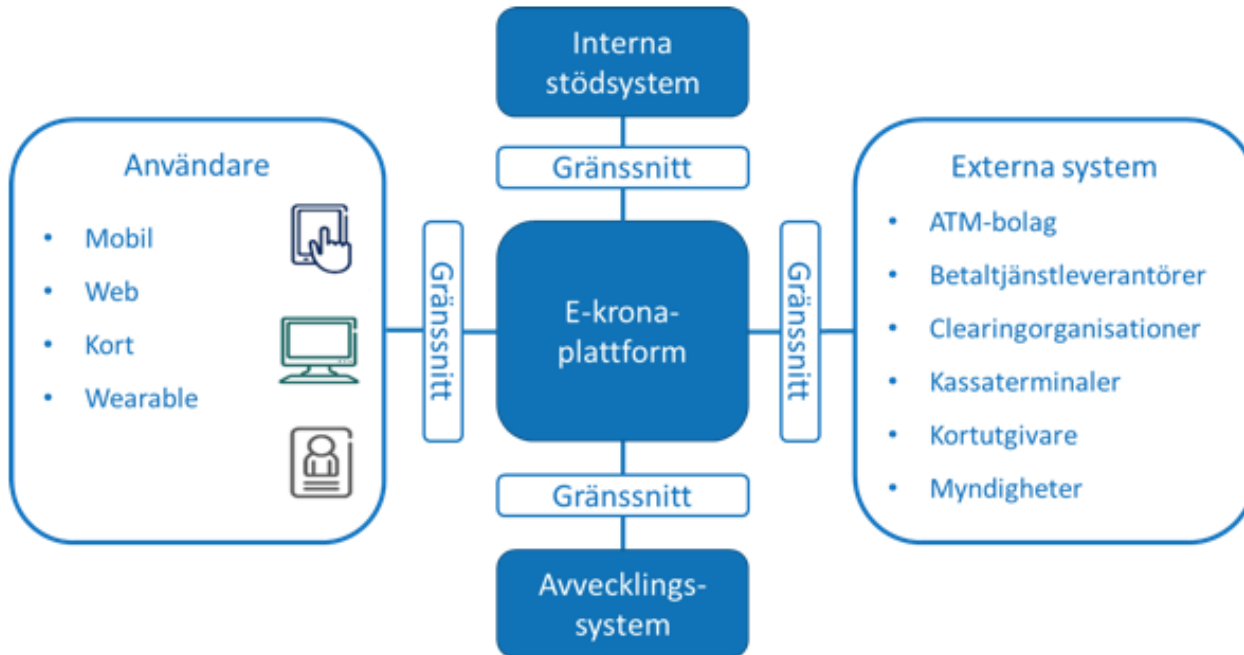 Interna
stödsystem
Gränssnitt
Användare
• Mobil
• Web
• Kort
• Wearable
Gränssnitt
E-krona-
plattform
Gränssnitt
Externa system
• ATM-bolag
• Betaltjänstleverantörer
• Clearingorganisationer
• Kassaterminaler
• Kortutgivare
• Myndigheter
Gränssnitt
Avvecklings-
system